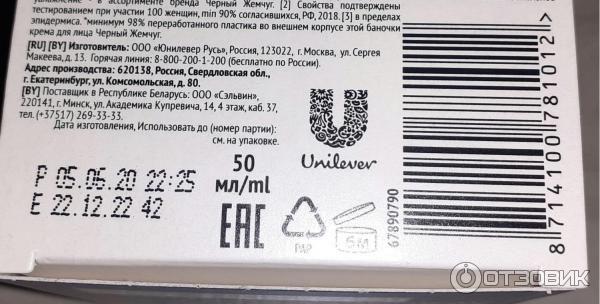 в ассортименте бренда Черный Жемчуг. [2] Свойства подтверждены
тестированием при участии 100 женщин, min 90% согласившихся, РФ, 2018. [3] в пределах
эпидермиса. *минимум 98% переработанного пластика во внешнем корпусе этой баночки
крема для лица Черный Жемчуг.
[RU] [BY] Изготовитель: ООО «Юнилевер Русь», Россия, 123022, г. Москва, ул. Сергея
Макеева, д. 13. Горячая линия: 8-800-200-1-200 (бесплатно по России).
Адрес производства: 620138, Россия, Свердловская обл.,
г. Екатеринбург, ул. Комсомольская, д. 80.
[BY] Поставщик в Республике Беларусь: ООО «Сэльвин»,
220141, г. Минск, ул. Академика Купревича, 14, 4 этаж, каб. 37,
тел. (+37517) 269-33-33.
Дата изготовления, Использовать до (номер партии):
см. на упаковке.
P 05.06.20 22:25
E 22.12.22 42
50
мл/ml
Unilever
EAC
PAP
6M
67890790
8 714100 781012 >
ОТЗОВИК